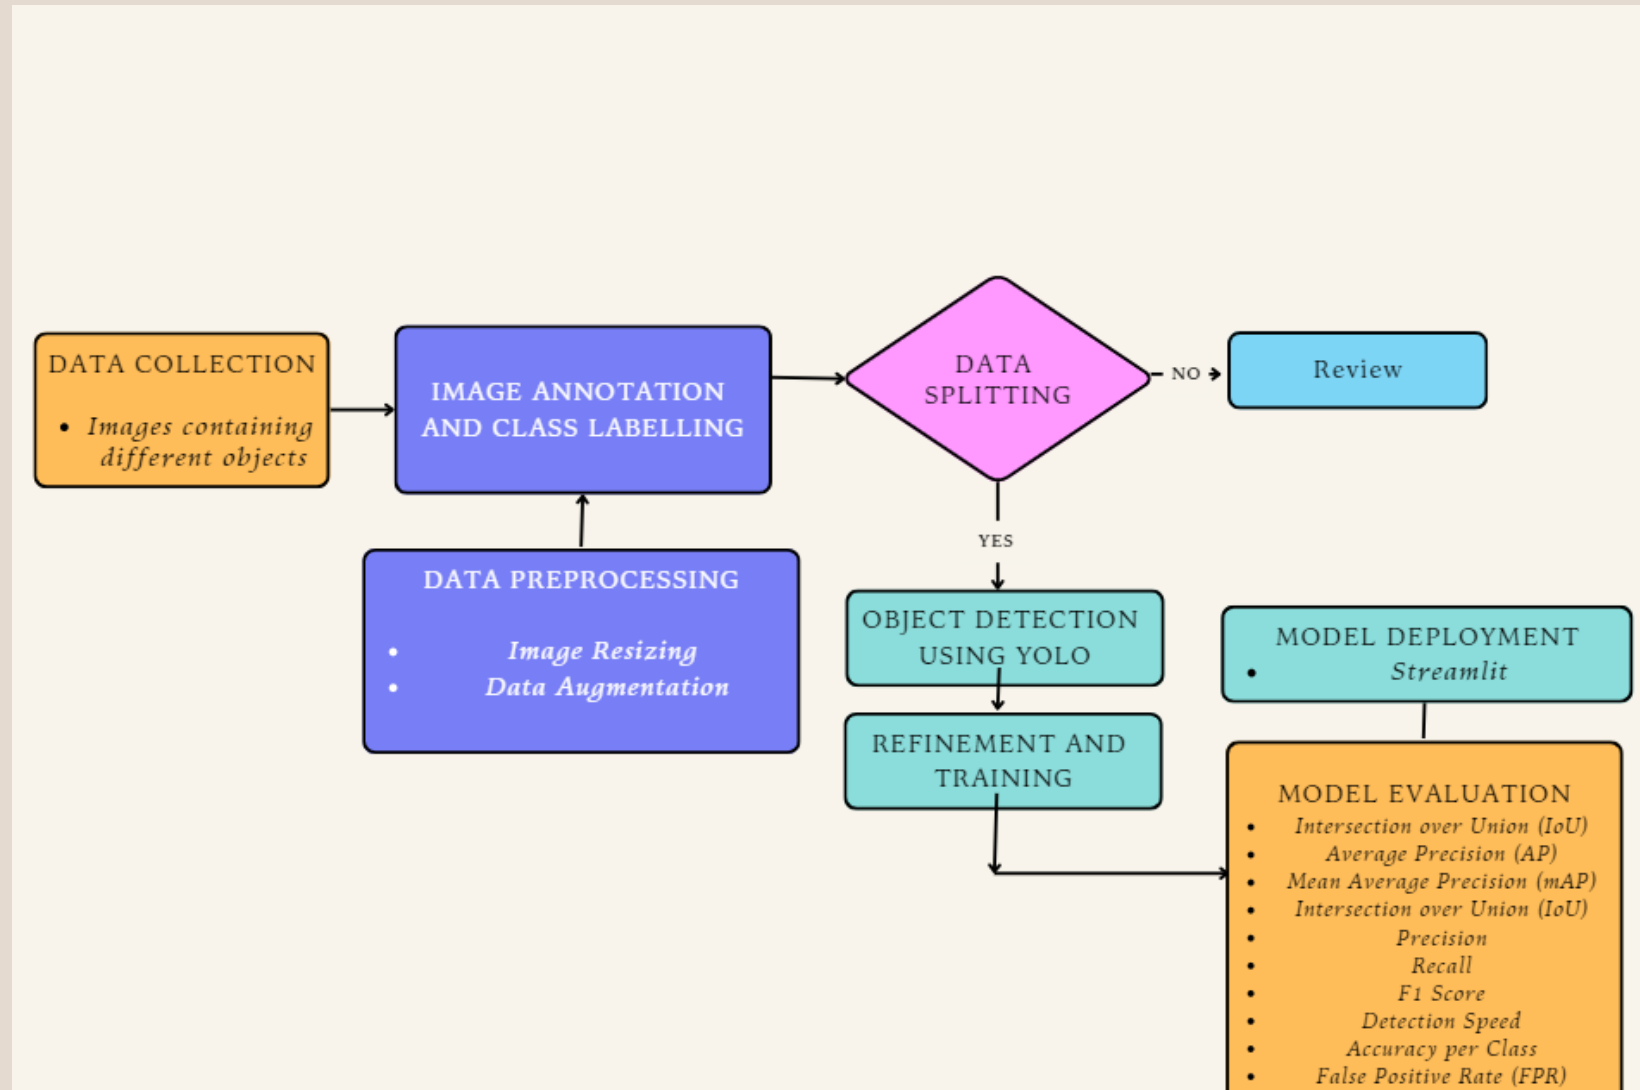 DATA COLLECTION
• Images containing
different objects
IMAGE ANNOTATION
AND CLASS LABELLING
DATA PREPROCESSING
• Image Resizing
• Data Augmentation
DATA
SPLITTING
NO
Review
YES
OBJECT DETECTION
USING YOLO
REFINEMENT AND
TRAINING
MODEL DEPLOYMENT
• Streamlit
MODEL EVALUATION
• Intersection over Union (IoU)
• Average Precision (AP)
• Mean Average Precision (mAP)
• Intersection over Union (IoU)
• Precision
• Recall
• F1 Score
• Detection Speed
• Accuracy per Class
• False Positive Rate (FPR)